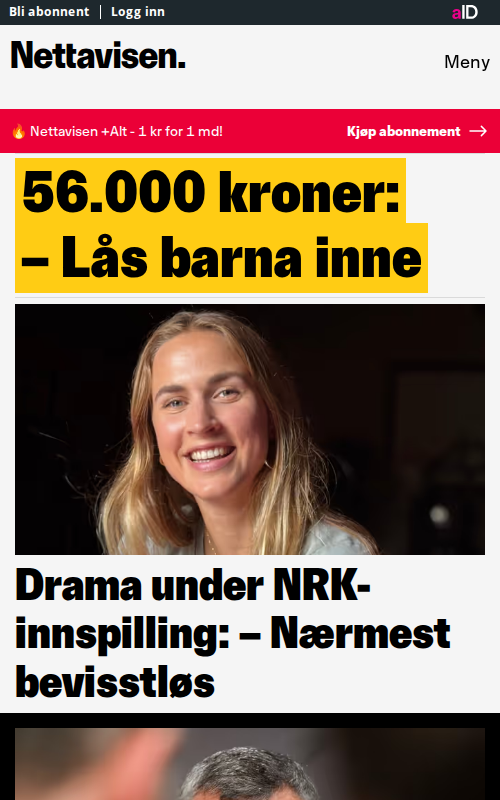 Bli abonnent | Logg inn
aID
Nettavisen.
Meny
🔥 Nettavisen +Alt - 1 kr for 1 md!
Kjøp abonnement →
56.000 kroner:
– Lås barna inne
Drama under NRK-
innspilling: – Nærmest
bevisstløs